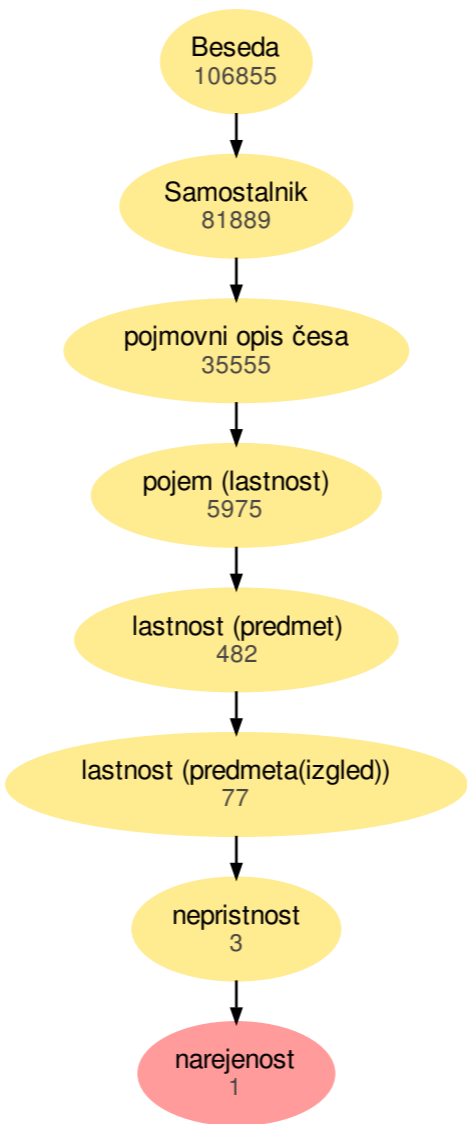 Beseda
106855
Samostalnik
81889
pojmovni opis česa
35555
pojem (lastnost)
5975
lastnost (predmet)
482
lastnost (predmeta(izgled))
77
nepristnost
3
narejenost
1